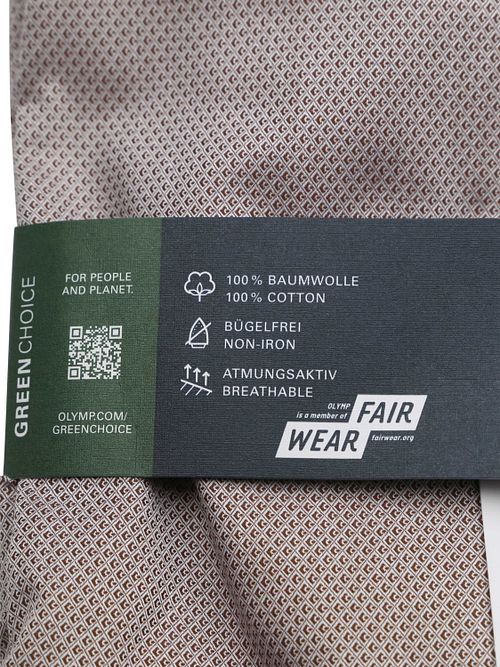 GREEN CHOICE
FOR PEOPLE
AND PLANET.
OLYMP.COM/
GREENCHOICE
100 % BAUMWOLLE
100 % COTTON
BÜGELFREI
NON-IRON
ATMUNGSAKTIV
BREATHABLE
OLYMP
is a member of
FAIR
WEAR
fairwear.org